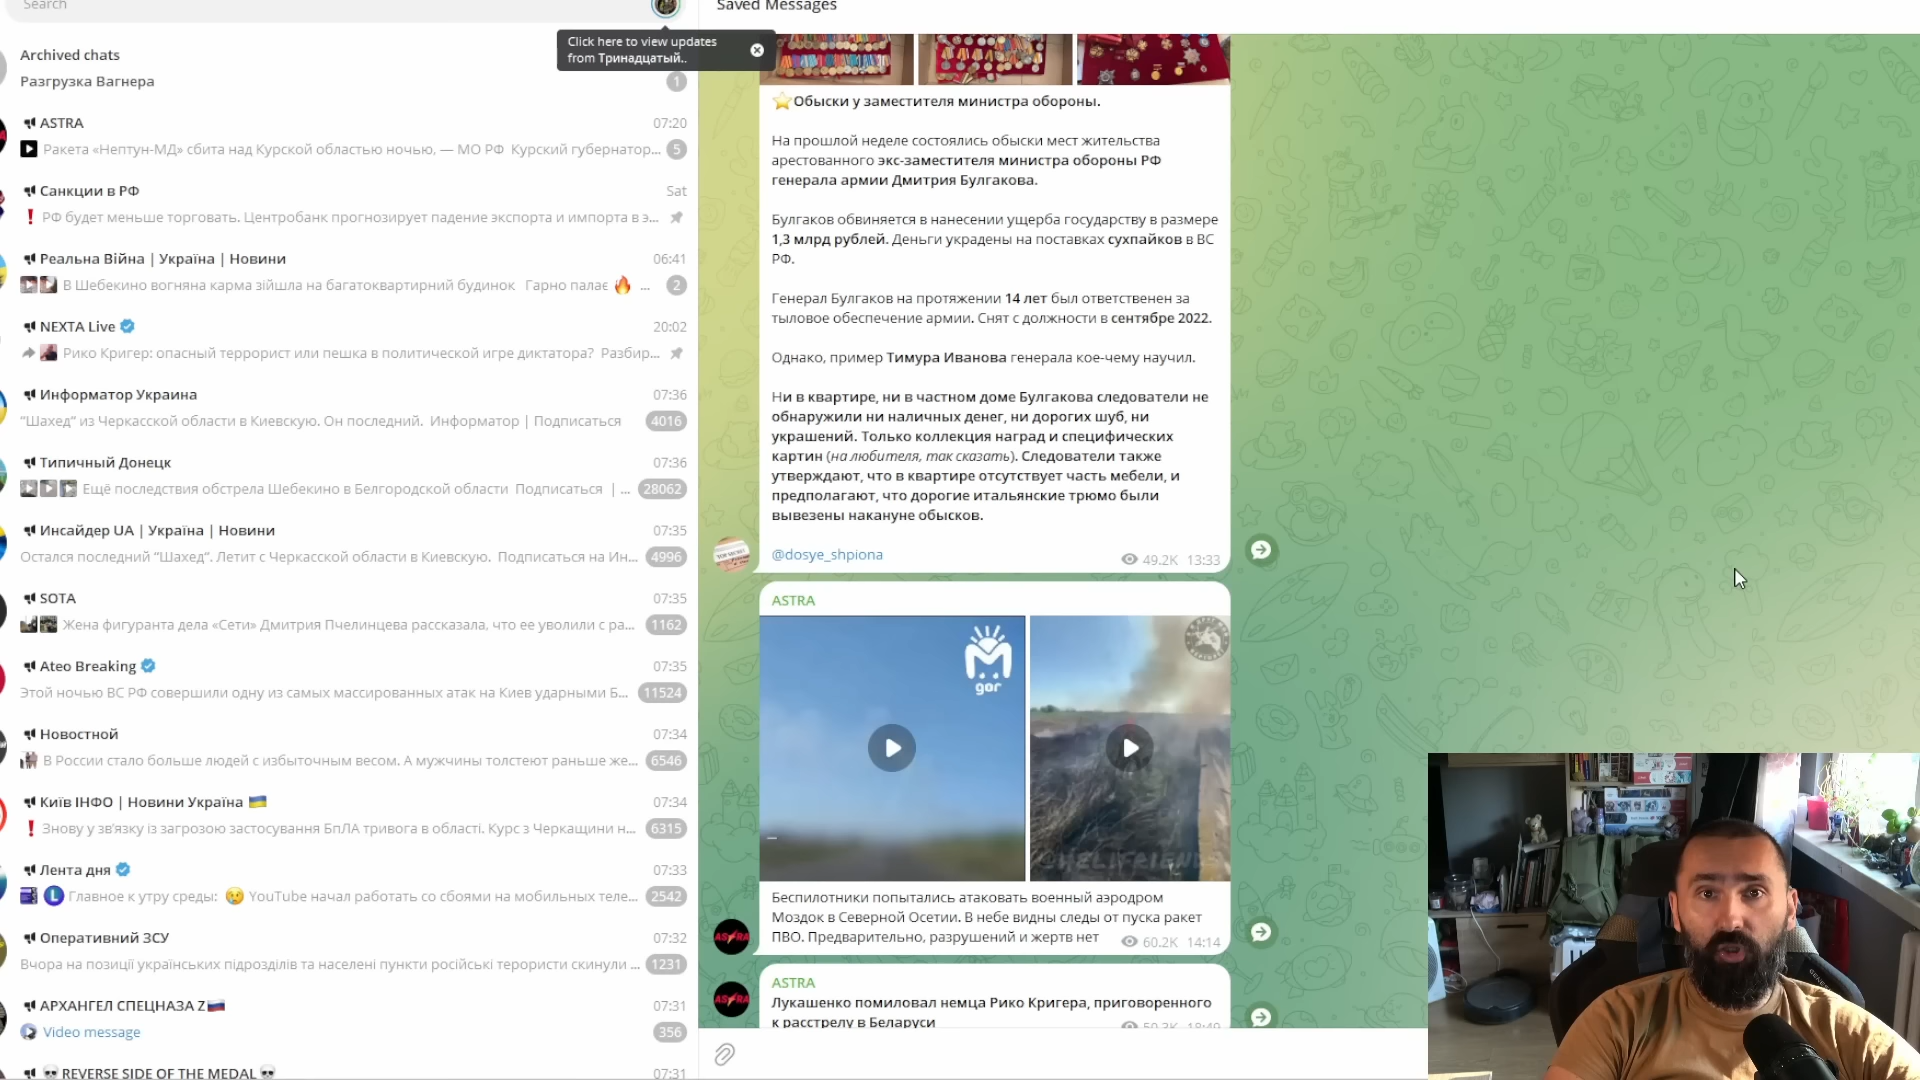 Search
Saved Messages
Click here to view updates
from Тринадцатый..
Archived chats
Разгрузка Вагнера
1
ASTRA
07:20
Ракета «Нептун-МД» сбита над Курской областью ночью, — МО РФ Курский губернатор...
5
Санкции в РФ
Sat
РФ будет меньше торговать. Центробанк прогнозирует падение экспорта и импорта в э...
Реальна Війна | Україна | Новини
06:41
В Шебекино вогняна карма зійшла на багатоквартирний будинок Гарно палає 🔥 ...
2
NEXTA Live
20:02
Рико Кригер: опасный террорист или пешка в политической игре диктатора? Разбир...
Информатор Украина
07:36
"Шахед" из Черкасской области в Киевскую. Он последний. Информатор | Подписаться
4016
Типичный Донецк
07:36
Ещё последствия обстрела Шебекино в Белгородской области Подписаться | ...
28062
Инсайдер UA | Україна | Новини
07:35
Остался последний "Шахед". Летит с Черкасской области в Киевскую. Подписаться на Ин...
4996
SOTA
07:35
Жена фигуранта дела «Сети» Дмитрия Пчелинцева рассказала, что ее уволили с ра...
1162
Ateo Breaking
07:35
Этой ночью ВС РФ совершили одну из самых массированных атак на Киев ударными Б...
11524
Новостной
07:34
В России стало больше людей с избыточным весом. А мужчины толстеют раньше же...
6546
Київ ІНФО | Новини Україна 🇺🇦
07:34
❗ Знову у зв'язку із загрозою застосування БпЛА тривога в області. Курс з Черкащини н...
6315
Лента дня
07:33
Главное к утру среды: 😢 YouTube начал работать со сбоями на мобильных теле...
2542
Оперативний ЗСУ
07:32
Вчора на позиції українських підрозділів та населені пункти російські терористи скинули ...
1231
АРХАНГЕЛ СПЕЦНАЗА Z🇷🇺
07:31
Video message
356
💀 REVERSE SIDE OF THE MEDAL 💀
07:31
⭐Обыски у заместителя министра обороны.
На прошлой неделе состоялись обыски мест жительства
арестованного экс-заместителя министра обороны РФ
генерала армии Дмитрия Булгакова.
Булгаков обвиняется в нанесении ущерба государству в размере
1,3 млрд рублей. Деньги украдены на поставках сухпайков в ВС
РФ.
Генерал Булгаков на протяжении 14 лет был ответственен за
тыловое обеспечение армии. Снят с должности в сентябре 2022.
Однако, пример Тимура Иванова генерала кое-чему научил.
Ни в квартире, ни в частном доме Булгакова следователи не
обнаружили ни наличных денег, ни дорогих шуб, ни
украшений. Только коллекция наград и специфических
картин (на любителя, так сказать). Следователи также
утверждают, что в квартире отсутствует часть мебели, и
предполагают, что дорогие итальянские трюмо были
вывезены накануне обысков.
@dosye_shpiona
49.2K 13:33
TOP SECRET
ASTRA
gor
@HELIFRIENDS
Беспилотники попытались атаковать военный аэродром
Моздок в Северной Осетии. В небе видны следы от пуска ракет
ПВО. Предварительно, разрушений и жертв нет
60.2K 14:14
ASTRA
ASTRA
Лукашенко помиловал немца Рико Кригера, приговоренного
к расстрелу в Беларуси
ASTRA